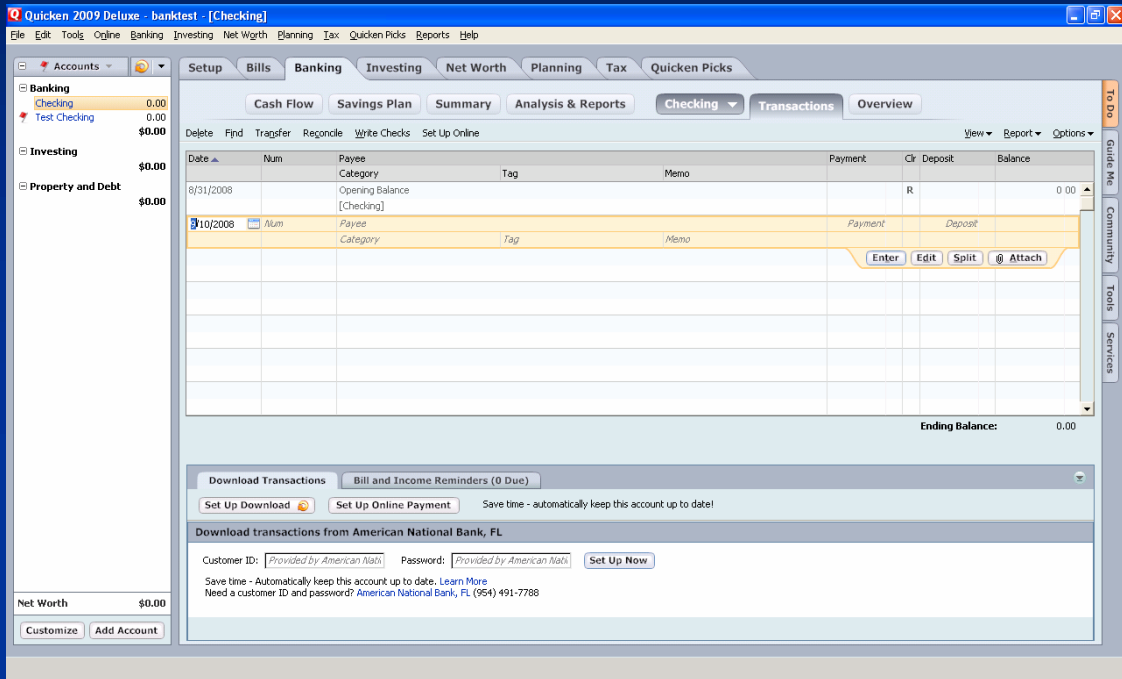 Quicken 2009 Deluxe - banktest - [Checking]
File Edit Tools Online Banking Investing Net Worth Planning Tax Quicken Picks Reports Help
Accounts
Setup Bills Banking Investing Net Worth Planning Tax Quicken Picks
Banking
Checking 0.00
Test Checking 0.00
$0.00
Investing
$0.00
Property and Debt
$0.00
Cash Flow Savings Plan Summary Analysis & Reports Checking Transactions Overview
Delete Find Transfer Reconcile Write Checks Set Up Online View Report Options
Date Num Payee Payment Clr Deposit Balance
Category Tag Memo
8/31/2008 Opening Balance R 0 00
[Checking]
9/10/2008 Num Payee Payment Deposit
Category Tag Memo
Enter Edit Split Attach
Ending Balance: 0.00
Download Transactions Bill and Income Reminders (0 Due)
Set Up Download Set Up Online Payment Save time - automatically keep this account up to date!
Download transactions from American National Bank, FL
Customer ID: Provided by American Nati Password: Provided by American Nati Set Up Now
Save time - Automatically keep this account up to date. Learn More
Need a customer ID and password? American National Bank, FL (954) 491-7788
Net Worth $0.00
Customize Add Account
To Do
Guide Me
Community
Tools
Services